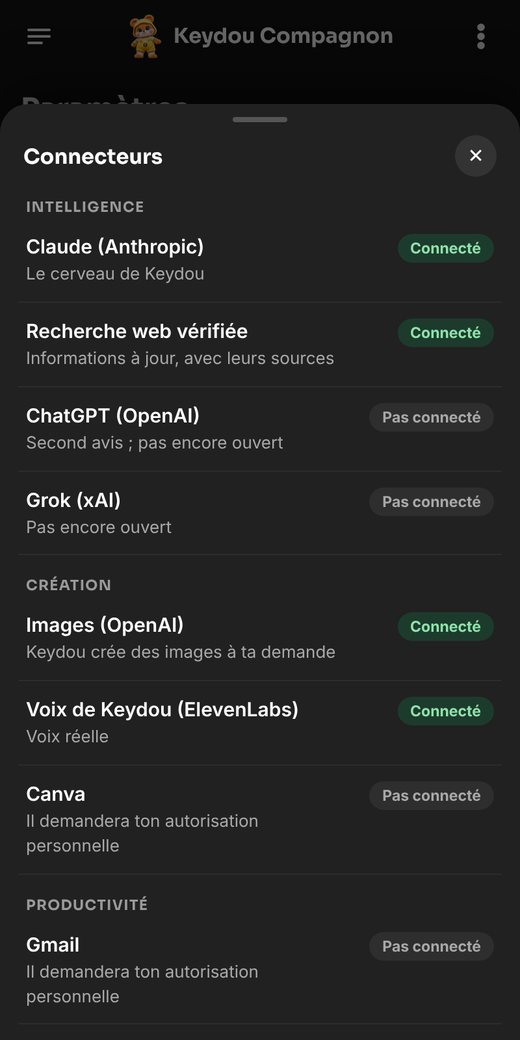 Keydou Compagnon
Paramètres
Connecteurs
INTELLIGENCE
Claude (Anthropic)
Connecté
Le cerveau de Keydou
Recherche web vérifiée
Connecté
Informations à jour, avec leurs sources
ChatGPT (OpenAI)
Pas connecté
Second avis ; pas encore ouvert
Grok (xAI)
Pas connecté
Pas encore ouvert
CRÉATION
Images (OpenAI)
Connecté
Keydou crée des images à ta demande
Voix de Keydou (ElevenLabs)
Connecté
Voix réelle
Canva
Pas connecté
Il demandera ton autorisation
personnelle
PRODUCTIVITÉ
Gmail
Pas connecté
Il demandera ton autorisation
personnelle